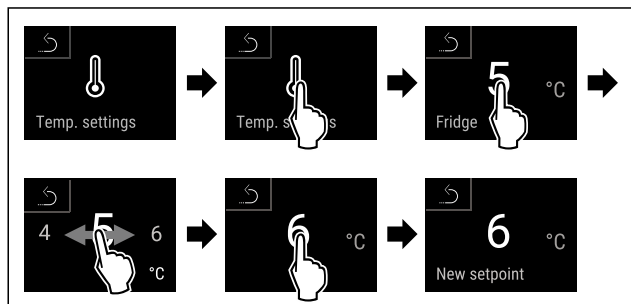 Temp. settings
Temp. s s
5 °C
Fridge
4 5 6
°C
6 °C
6 °C
New setpoint